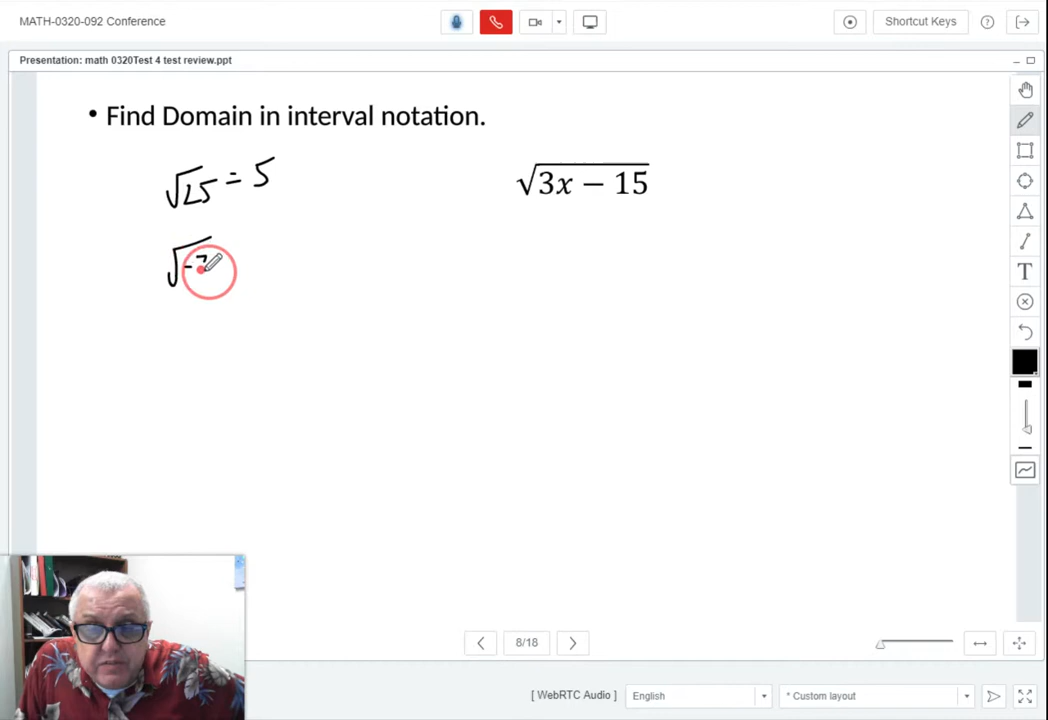 MATH-0320-092 Conference
Shortcut Keys
Presentation: math 0320Test 4 test review.ppt
• Find Domain in interval notation.
√25 = 5
√(3x − 15)
√-7
8/18
[ WebRTC Audio ]
English
* Custom layout